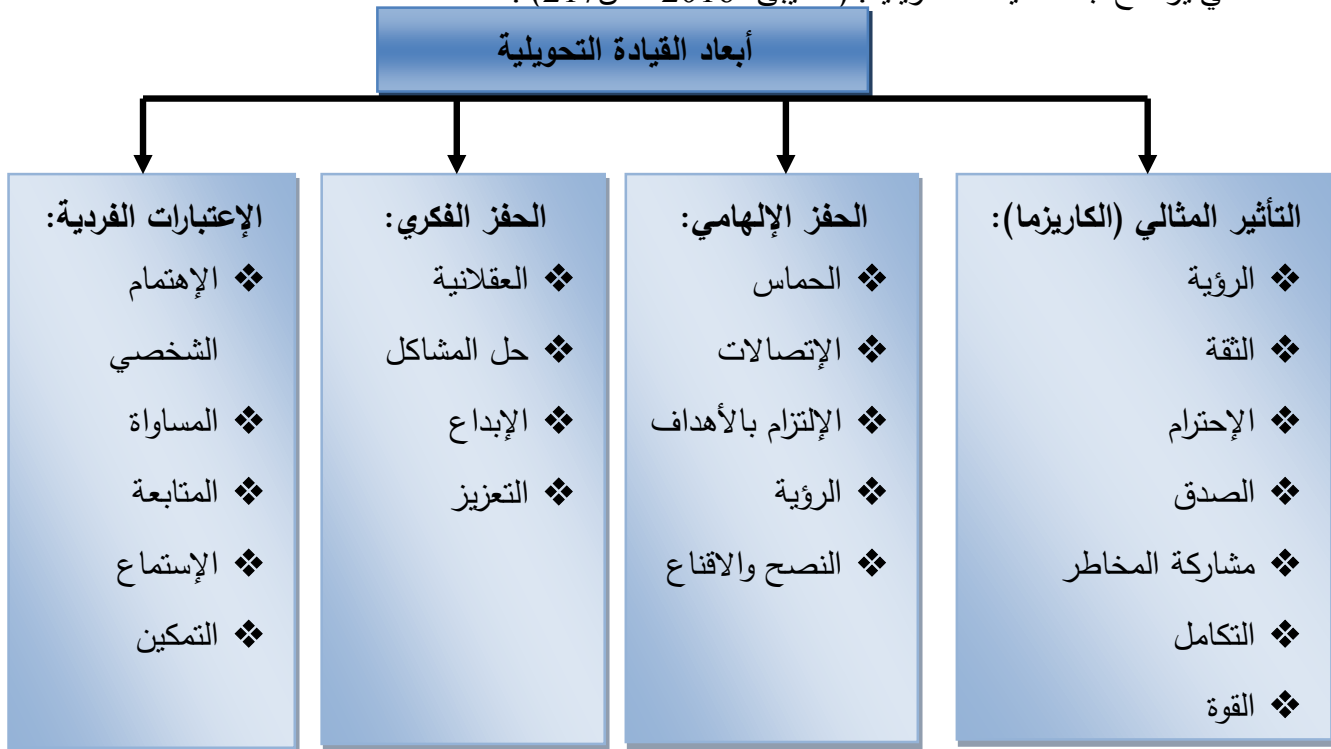 2016
217) .
أبعاد القيادة التحويلية
التأثير المثالي (الكاريزما):
❖ الرؤية
❖ الثقة
❖ الإحترام
❖ الصدق
❖ مشاركة المخاطر
❖ التكامل
❖ القوة
الحفز الإلهامي:
❖ الحماس
❖ الإتصالات
❖ الإلتزام بالأهداف
❖ الرؤية
❖ النصح والاقناع
الحفز الفكري:
❖ العقلانية
❖ حل المشاكل
❖ الإبداع
❖ التعزيز
الإعتبارات الفردية:
❖ الإهتمام
الشخصي
❖ المساواة
❖ المتابعة
❖ الإستماع
❖ التمكين